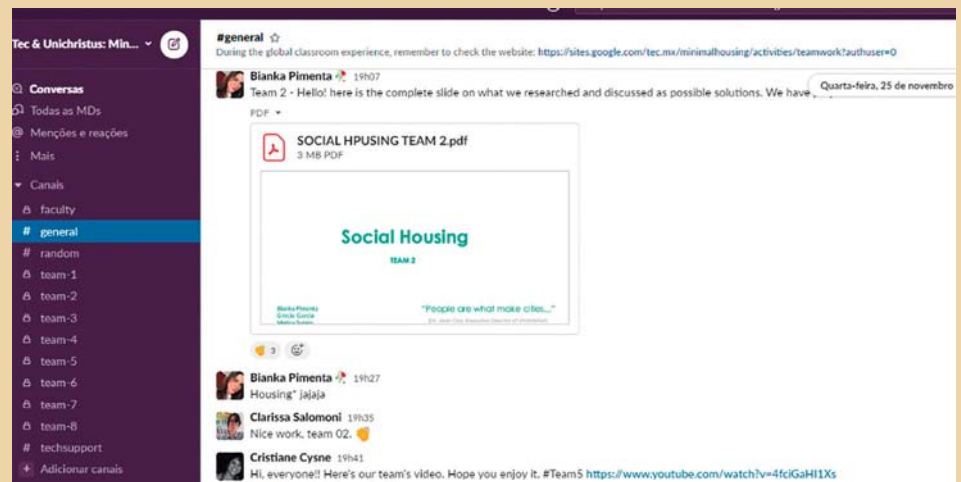 Tec & Unichristus: Min...
Conversas
Todas as MDs
Menções e reações
Mais
Canais
faculty
# general
# random
team-1
team-2
team-3
team-4
team-5
team-6
team-7
team-8
# techsupport
+ Adicionar canais
#general
During the global classroom experience, remember to check the website: https://sites.google.com/tec.mx/minimalhousing/activities/teamwork?authuser=0
Quarta-feira, 25 de novembro
Bianka Pimenta 19h07
Team 2 - Hello! here is the complete slide on what we researched and discussed as possible solutions. We have
PDF
SOCIAL HPUSING TEAM 2.pdf
3 MB PDF
Social Housing
TEAM 2
Bianka Pimenta
"People are what make cities..."
3
Bianka Pimenta 19h27
Housing* jajaja
Clarissa Salomoni 19h35
Nice work, team 02.
Cristiane Cysne 19h41
Hi, everyone!! Here's our team's video. Hope you enjoy it. #Team5 https://www.youtube.com/watch?v=4fciGaHI1Xs